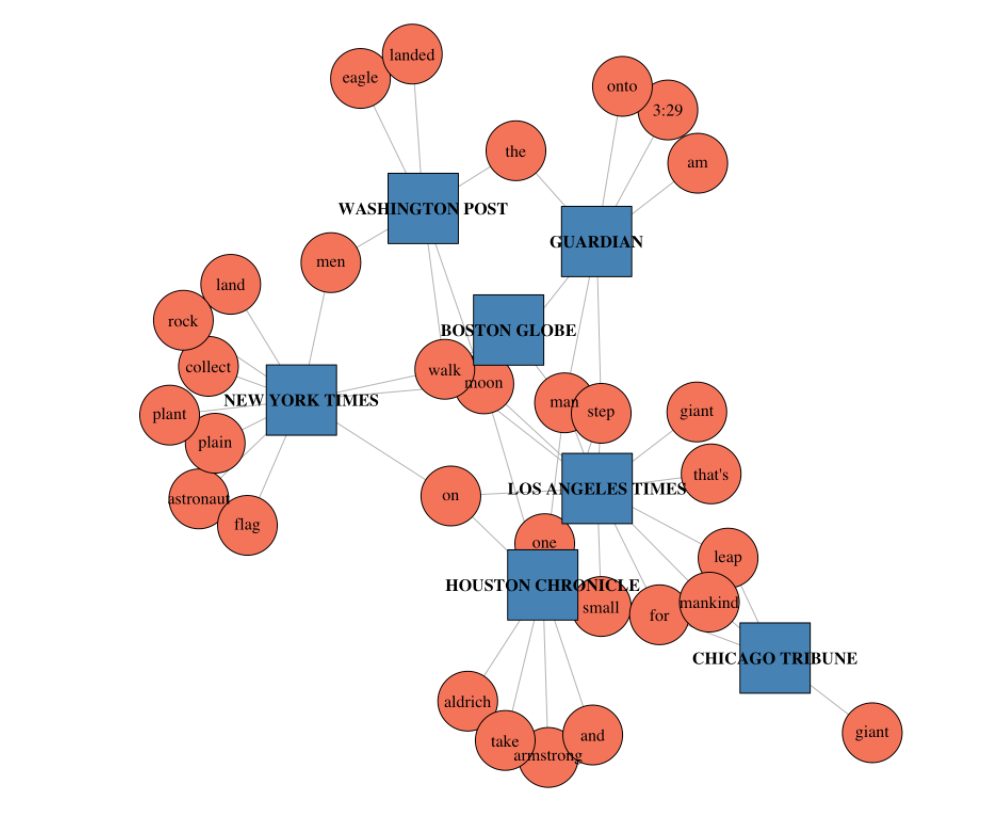 landed
eagle
onto
3:29
the
am
WASHINGTON POST
GUARDIAN
men
land
rock
BOSTON GLOBE
collect
walk
moon
NEW YORK TIMES
man
step
giant
plant
plain
that's
LOS ANGELES TIMES
on
astronaut
flag
one
leap
HOUSTON CHRONICLE
small
for
mankind
CHICAGO TRIBUNE
aldrich
take
armstrong
and
giant